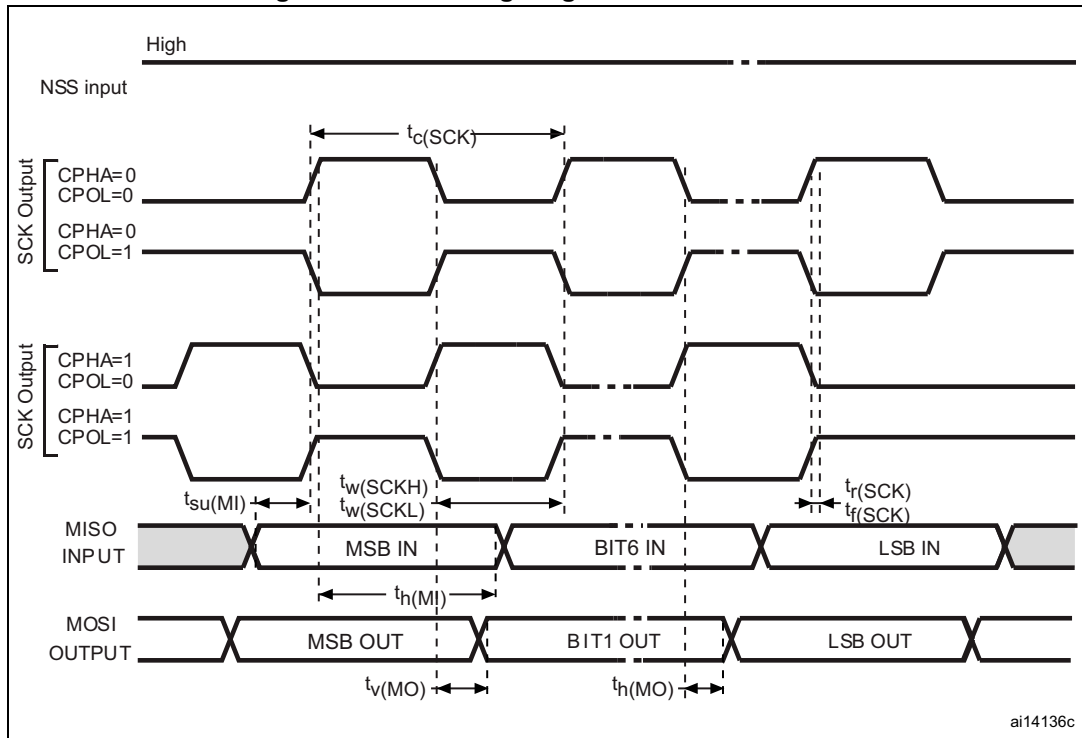 High
NSS input
tc(SCK)
SCK Output
CPHA=0
CPOL=0
CPHA=0
CPOL=1
SCK Output
CPHA=1
CPOL=0
CPHA=1
CPOL=1
tsu(MI)
tw(SCKH)
tw(SCKL)
tr(SCK)
tf(SCK)
MISO
INPUT
MSB IN
BIT6 IN
LSB IN
th(MI)
MOSI
OUTPUT
MSB OUT
BIT1 OUT
LSB OUT
tv(MO)
th(MO)
ai14136c